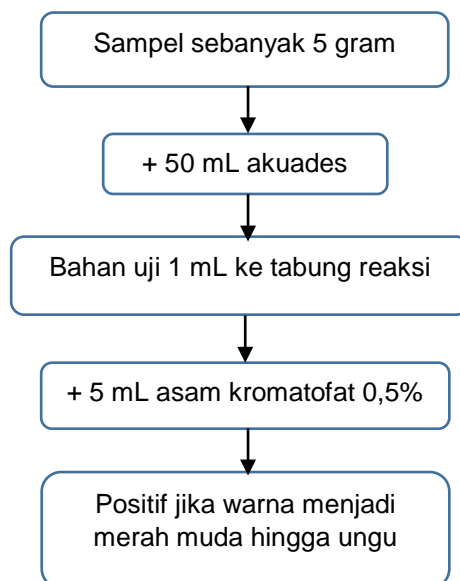 Sampel sebanyak 5 gram
+ 50 mL akuades
Bahan uji 1 mL ke tabung reaksi
+ 5 mL asam kromatofat 0,5%
Positif jika warna menjadi
merah muda hingga ungu